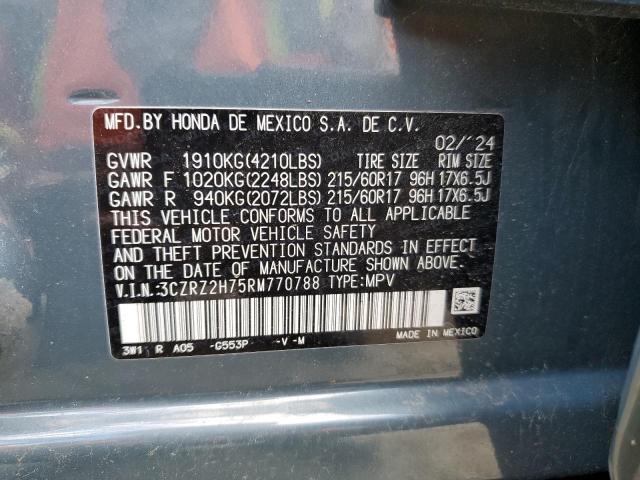 MFD.BY HONDA DE MEXICO S.A. DE C.V.
02/'24
GVWR 1910KG(4210LBS) TIRE SIZE RIM SIZE
GAWR F 1020KG(2248LBS) 215/60R17 96H 17X6.5J
GAWR R 940KG(2072LBS) 215/60R17 96H 17X6.5J
THIS VEHICLE CONFORMS TO ALL APPLICABLE
FEDERAL MOTOR VEHICLE SAFETY
AND THEFT PREVENTION STANDARDS IN EFFECT
ON THE DATE OF MANUFACTURE SHOWN ABOVE.
V.I.N.:3CZRZ2H75RM770788 TYPE:MPV
MADE IN MEXICO
3W1 R A05 -G553P -V -M